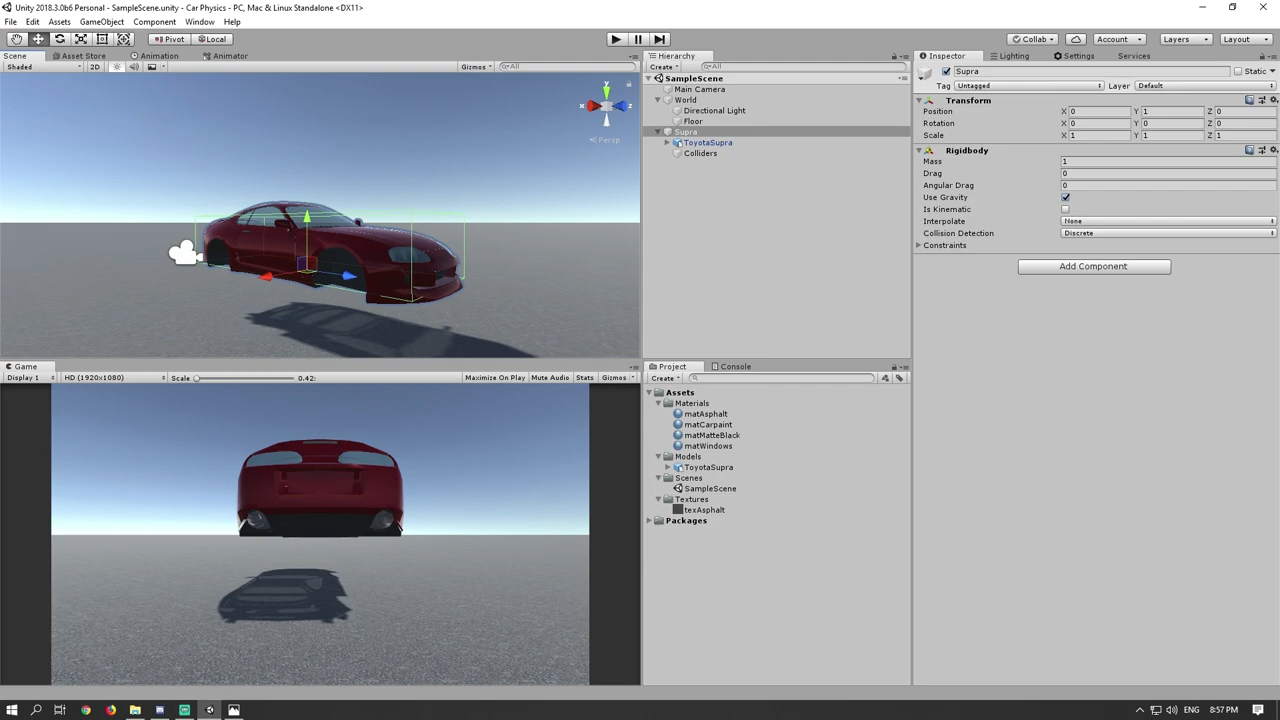 Unity 2018.3.0b6 Personal - SampleScene.unity - Car Physics - PC, Mac & Linux Standalone <DX11>
File Edit Assets GameObject Component Window Help
Pivot Local
Collab Account Layers Layout
Scene Asset Store Animation Animator
Shaded 2D Gizmos All
y
x z
Persp
Game
Display 1 HD (1920x1080) Scale 0.42: Maximize On Play Mute Audio Stats Gizmos
Hierarchy
Create All
SampleScene
Main Camera
World
Directional Light
Floor
Supra
ToyotaSupra
Colliders
Project Console
Create
Assets
Materials
matAsphalt
matCarpaint
matMatteBlack
matWindows
Models
ToyotaSupra
Scenes
SampleScene
Textures
texAsphalt
Packages
Inspector Lighting Settings Services
Supra Static
Tag Untagged Layer Default
Transform
Position X 0 Y 1 Z 0
Rotation X 0 Y 0 Z 0
Scale X 1 Y 1 Z 1
Rigidbody
Mass 1
Drag 0
Angular Drag 0
Use Gravity
Is Kinematic
Interpolate None
Collision Detection Discrete
Constraints
Add Component
8:57 PM